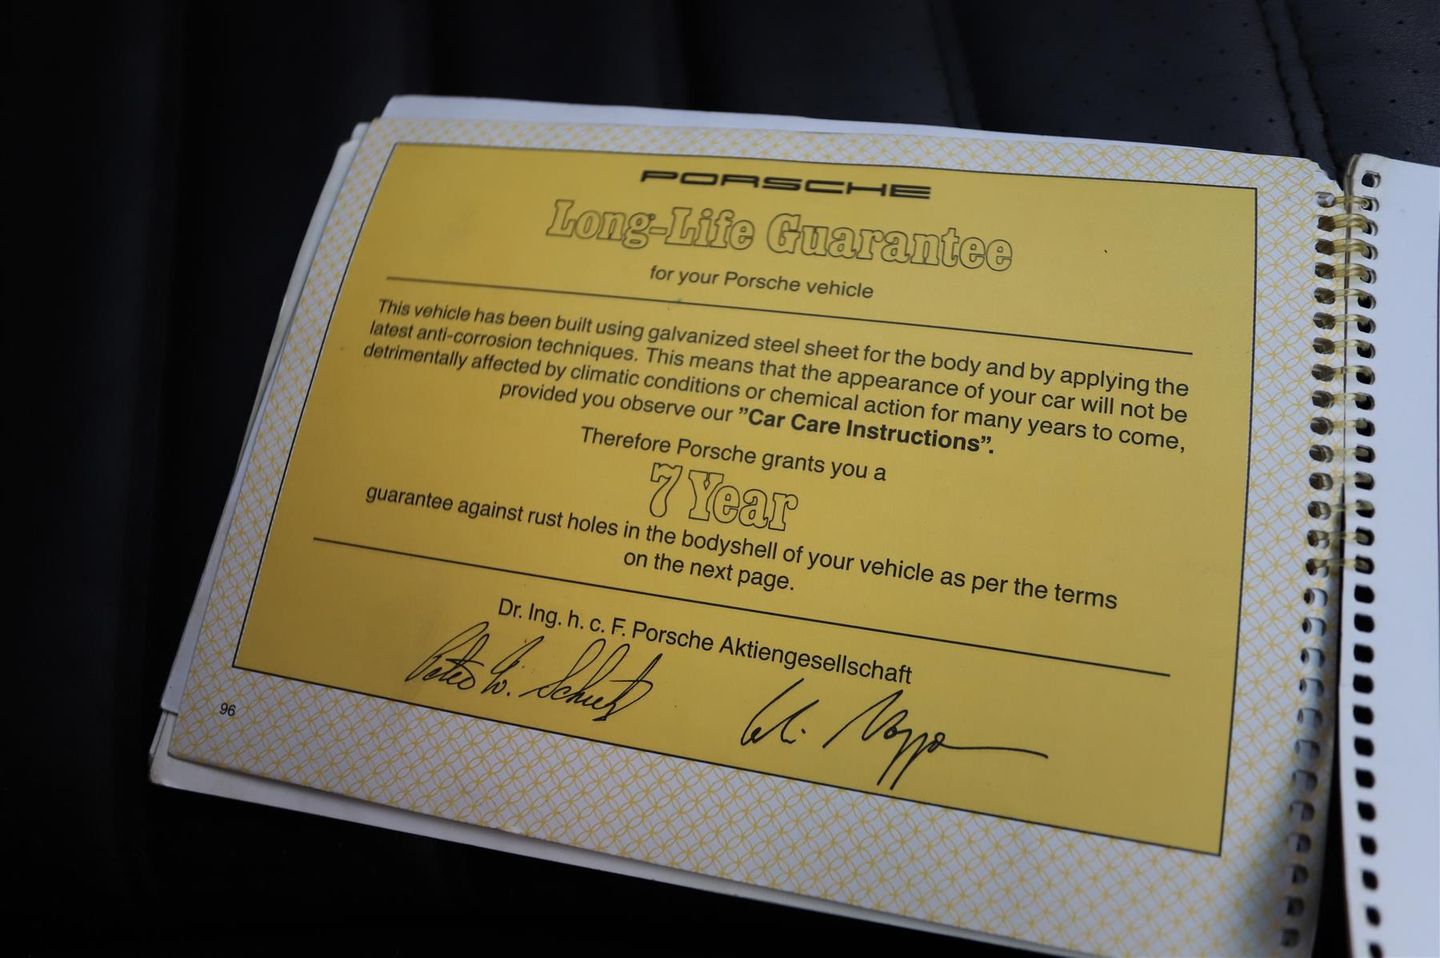 PORSCHE
Long-Life Guarantee
for your Porsche vehicle
This vehicle has been built using galvanized steel sheet for the body and by applying the
latest anti-corrosion techniques. This means that the appearance of your car will not be
detrimentally affected by climatic conditions or chemical action for many years to come,
provided you observe our ”Car Care Instructions”.
Therefore Porsche grants you a
7 Year
guarantee against rust holes in the bodyshell of your vehicle as per the terms
on the next page.
Dr. Ing. h. c. F. Porsche Aktiengesellschaft
Peter W. Schutz
96